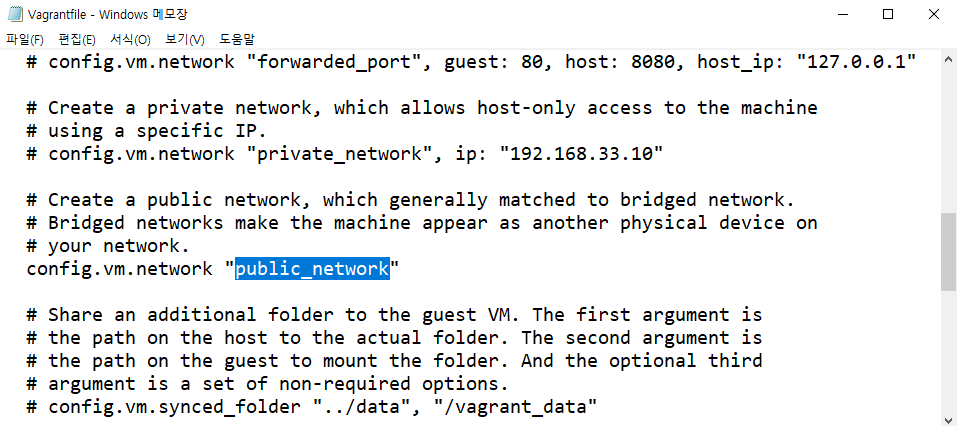 Vagrantfile - Windows 메모장
파일(F) 편집(E) 서식(O) 보기(V) 도움말
# config.vm.network "forwarded_port", guest: 80, host: 8080, host_ip: "127.0.0.1"
# Create a private network, which allows host-only access to the machine
# using a specific IP.
# config.vm.network "private_network", ip: "192.168.33.10"
# Create a public network, which generally matched to bridged network.
# Bridged networks make the machine appear as another physical device on
# your network.
config.vm.network "public_network"
# Share an additional folder to the guest VM. The first argument is
# the path on the host to the actual folder. The second argument is
# the path on the guest to mount the folder. And the optional third
# argument is a set of non-required options.
# config.vm.synced_folder "../data", "/vagrant_data"